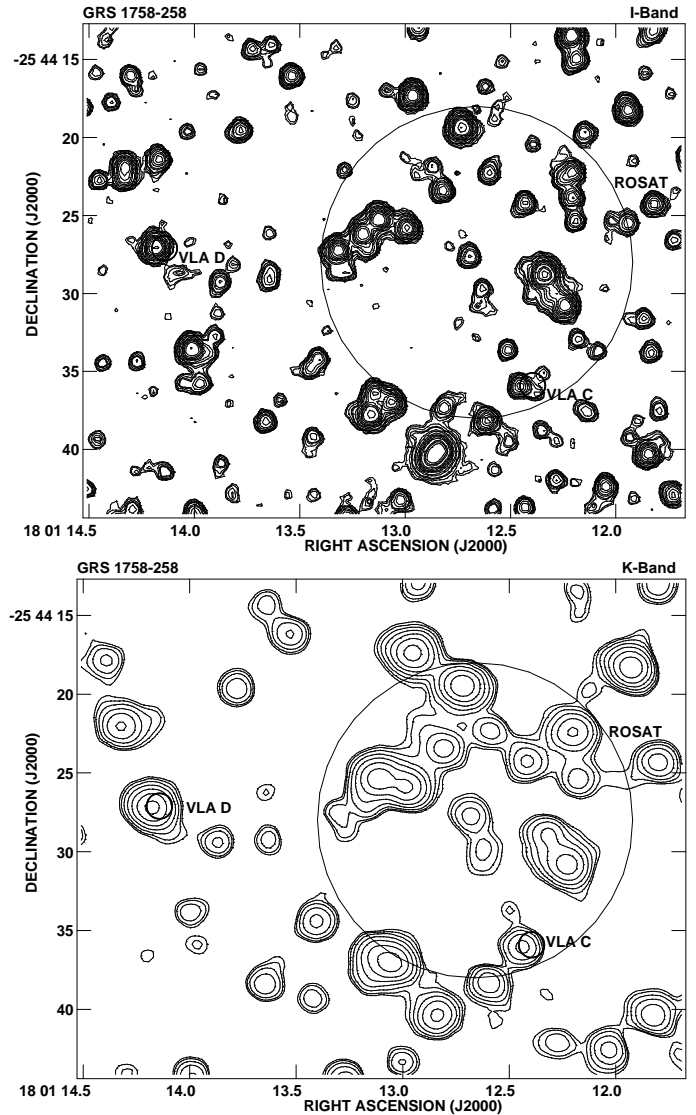 GRS 1758-258 I-Band
-25 44 15
20
25
30
35
40
DECLINATION (J2000)
ROSAT
VLA D
VLA C
18 01 14.5 14.0 13.5 13.0 12.5 12.0
RIGHT ASCENSION (J2000)
GRS 1758-258 K-Band
-25 44 15
20
25
30
35
40
DECLINATION (J2000)
ROSAT
VLA D
VLA C
18 01 14.5 14.0 13.5 13.0 12.5 12.0
RIGHT ASCENSION (J2000)